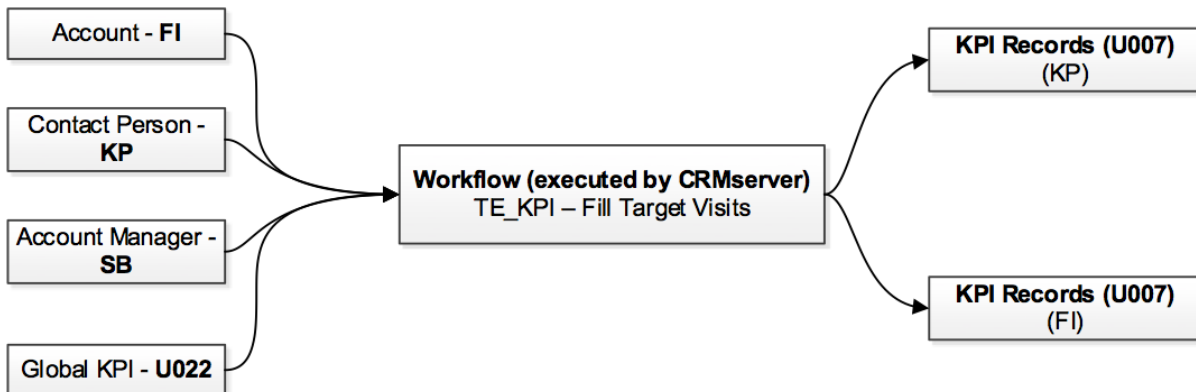 Account - FI
Contact Person -
KP
Account Manager -
SB
Global KPI - U022
Workflow (executed by CRMserver)
TE_KPI – Fill Target Visits
KPI Records (U007)
(KP)
KPI Records (U007)
(FI)